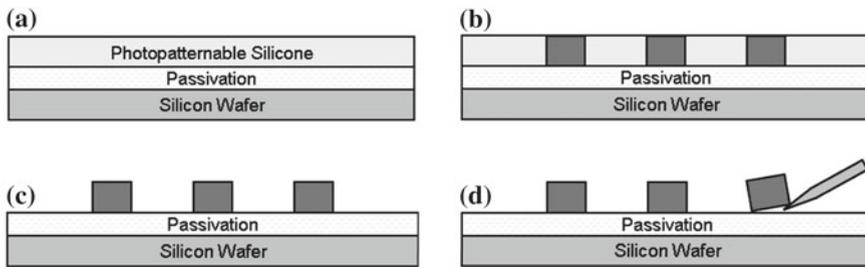 (a)
Photopatternable Silicone
Passivation
Silicon Wafer
(b)
Passivation
Silicon Wafer
(c)
Passivation
Silicon Wafer
(d)
Passivation
Silicon Wafer